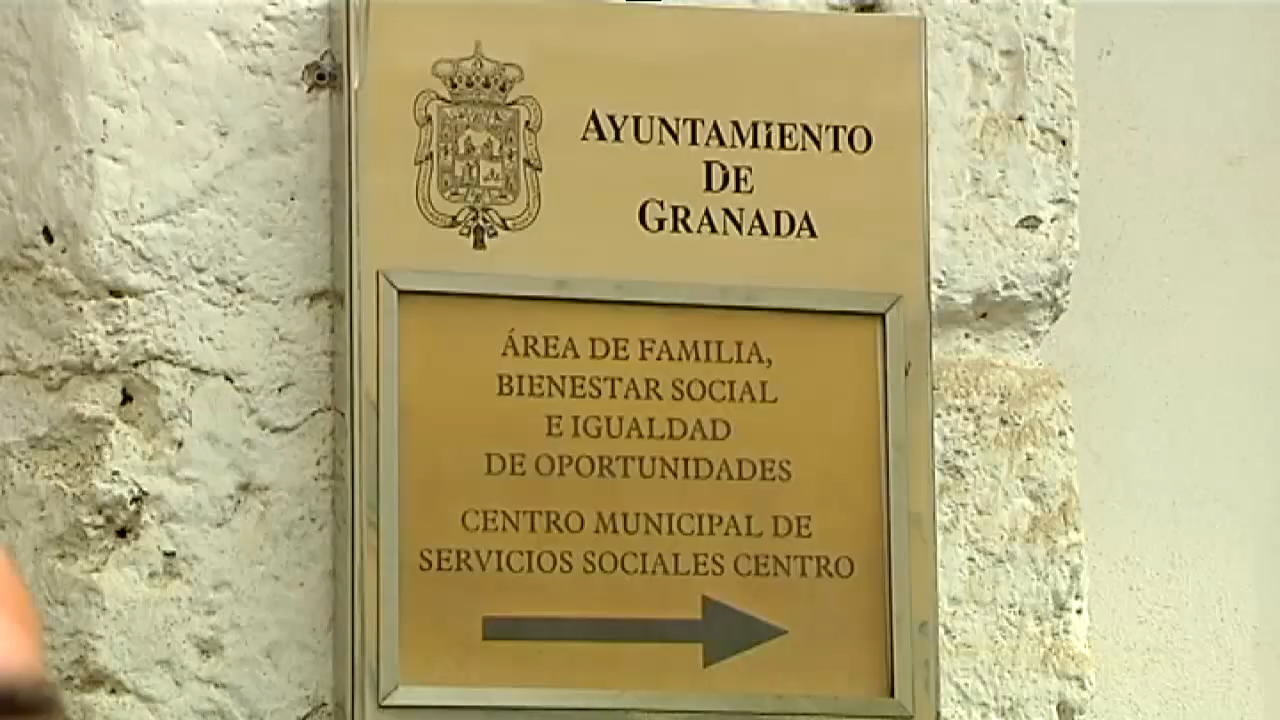 AYUNTAMIENTO
DE
GRANADA
ÁREA DE FAMILIA,
BIENESTAR SOCIAL
E IGUALDAD
DE OPORTUNIDADES
CENTRO MUNICIPAL DE
SERVICIOS SOCIALES CENTRO